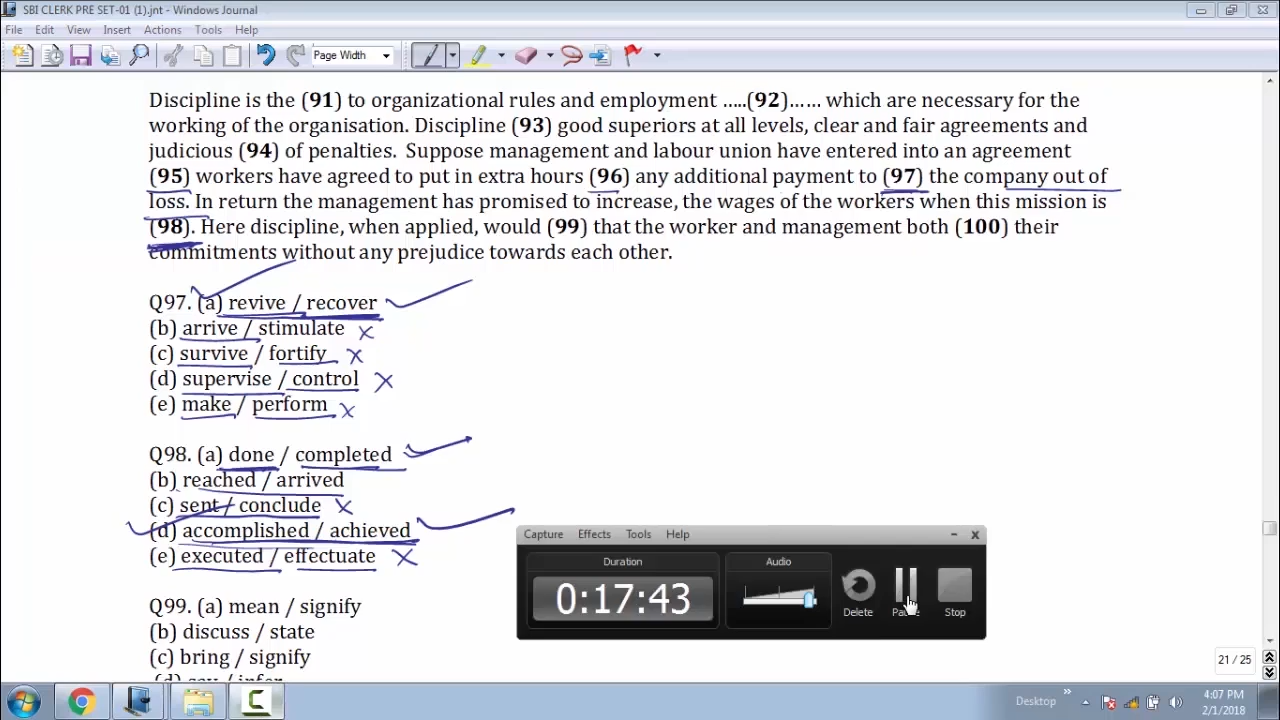 SBI CLERK PRE SET-01 (1).jnt - Windows Journal
File Edit View Insert Actions Tools Help
Page Width
Discipline is the (91) to organizational rules and employment .....(92)...... which are necessary for the
working of the organisation. Discipline (93) good superiors at all levels, clear and fair agreements and
judicious (94) of penalties. Suppose management and labour union have entered into an agreement
(95) workers have agreed to put in extra hours (96) any additional payment to (97) the company out of
loss. In return the management has promised to increase, the wages of the workers when this mission is
(98). Here discipline, when applied, would (99) that the worker and management both (100) their
commitments without any prejudice towards each other.
Q97. (a) revive / recover
(b) arrive / stimulate
(c) survive / fortify
(d) supervise / control
(e) make / perform
Q98. (a) done / completed
(b) reached / arrived
(c) sent / conclude
(d) accomplished / achieved
(e) executed / effectuate
Q99. (a) mean / signify
(b) discuss / state
(c) bring / signify
(d) say / infer
Capture Effects Tools Help
Duration
Audio
0:17:43
Delete Pause Stop
21 / 25
Desktop
4:07 PM
2/1/2018